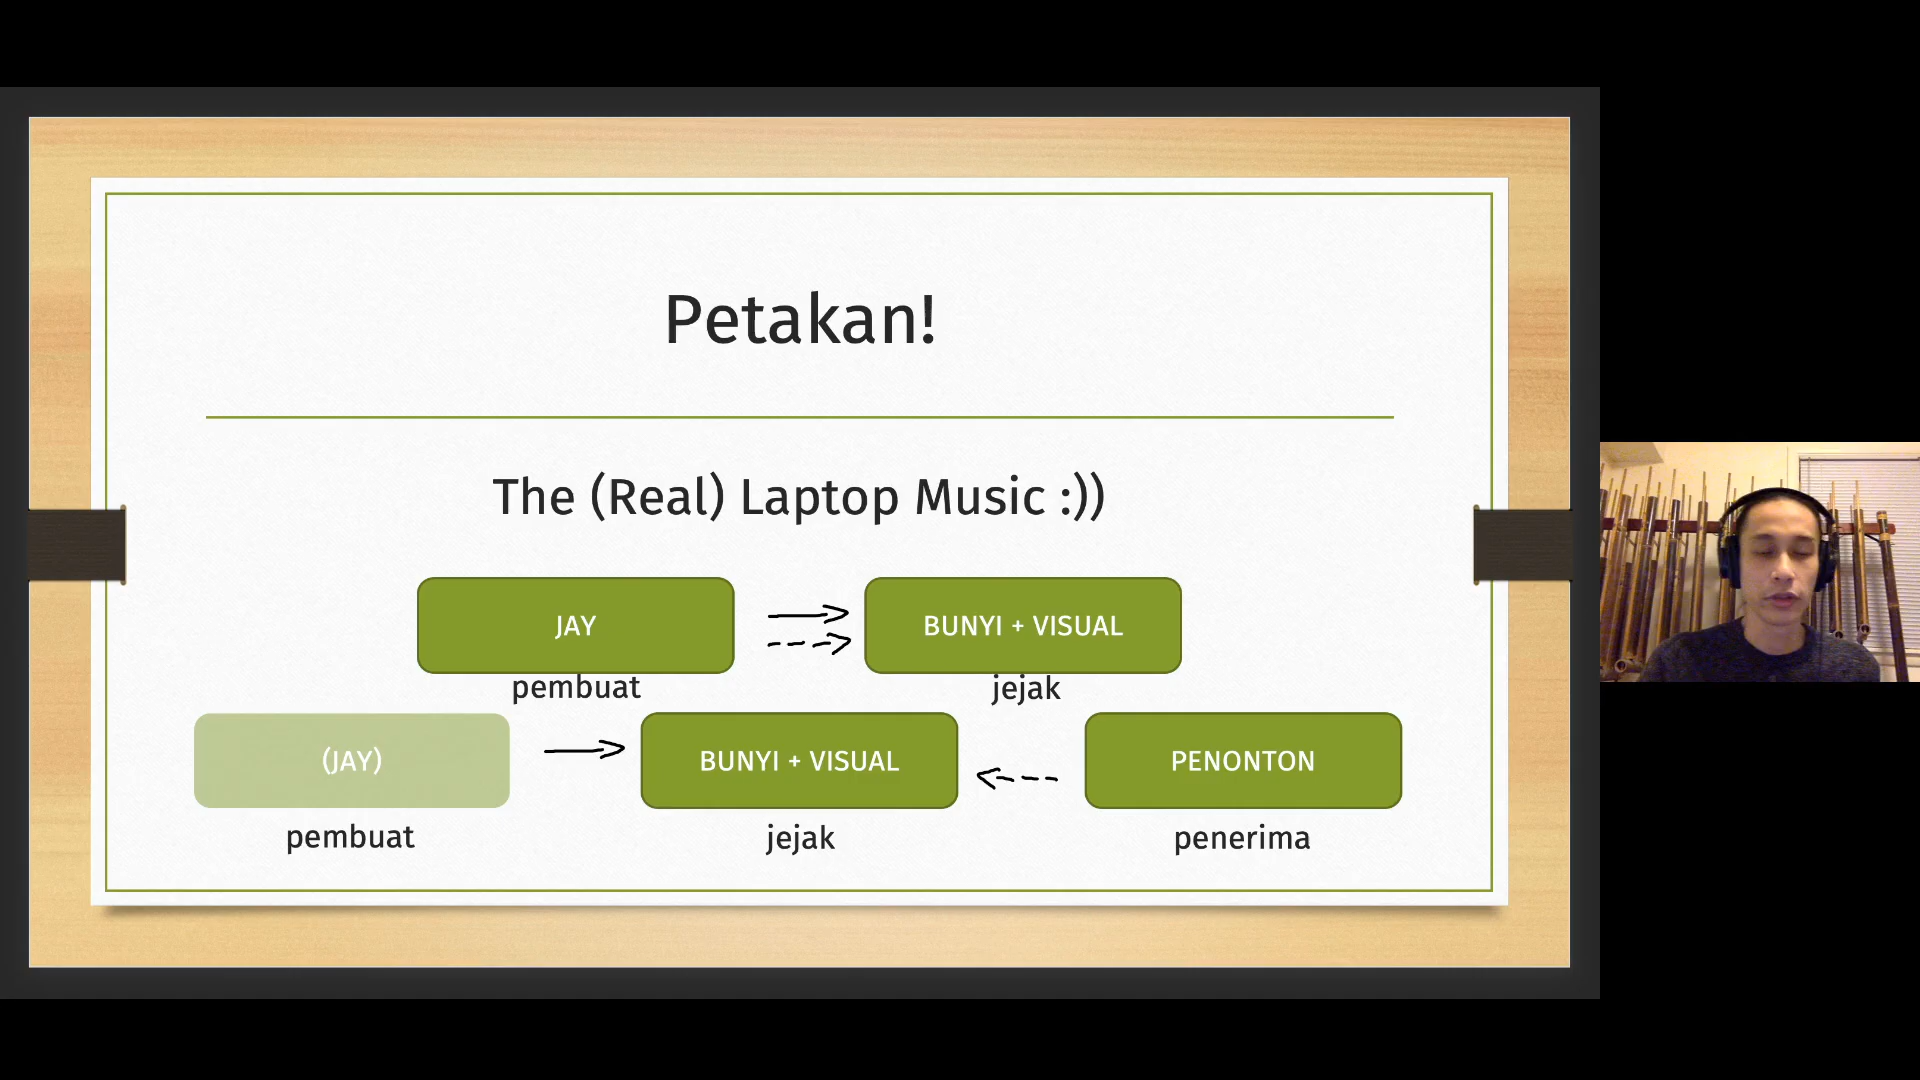 Petakan!
The (Real) Laptop Music :))
JAY
BUNYI + VISUAL
pembuat
jejak
(JAY)
BUNYI + VISUAL
PENONTON
pembuat
jejak
penerima